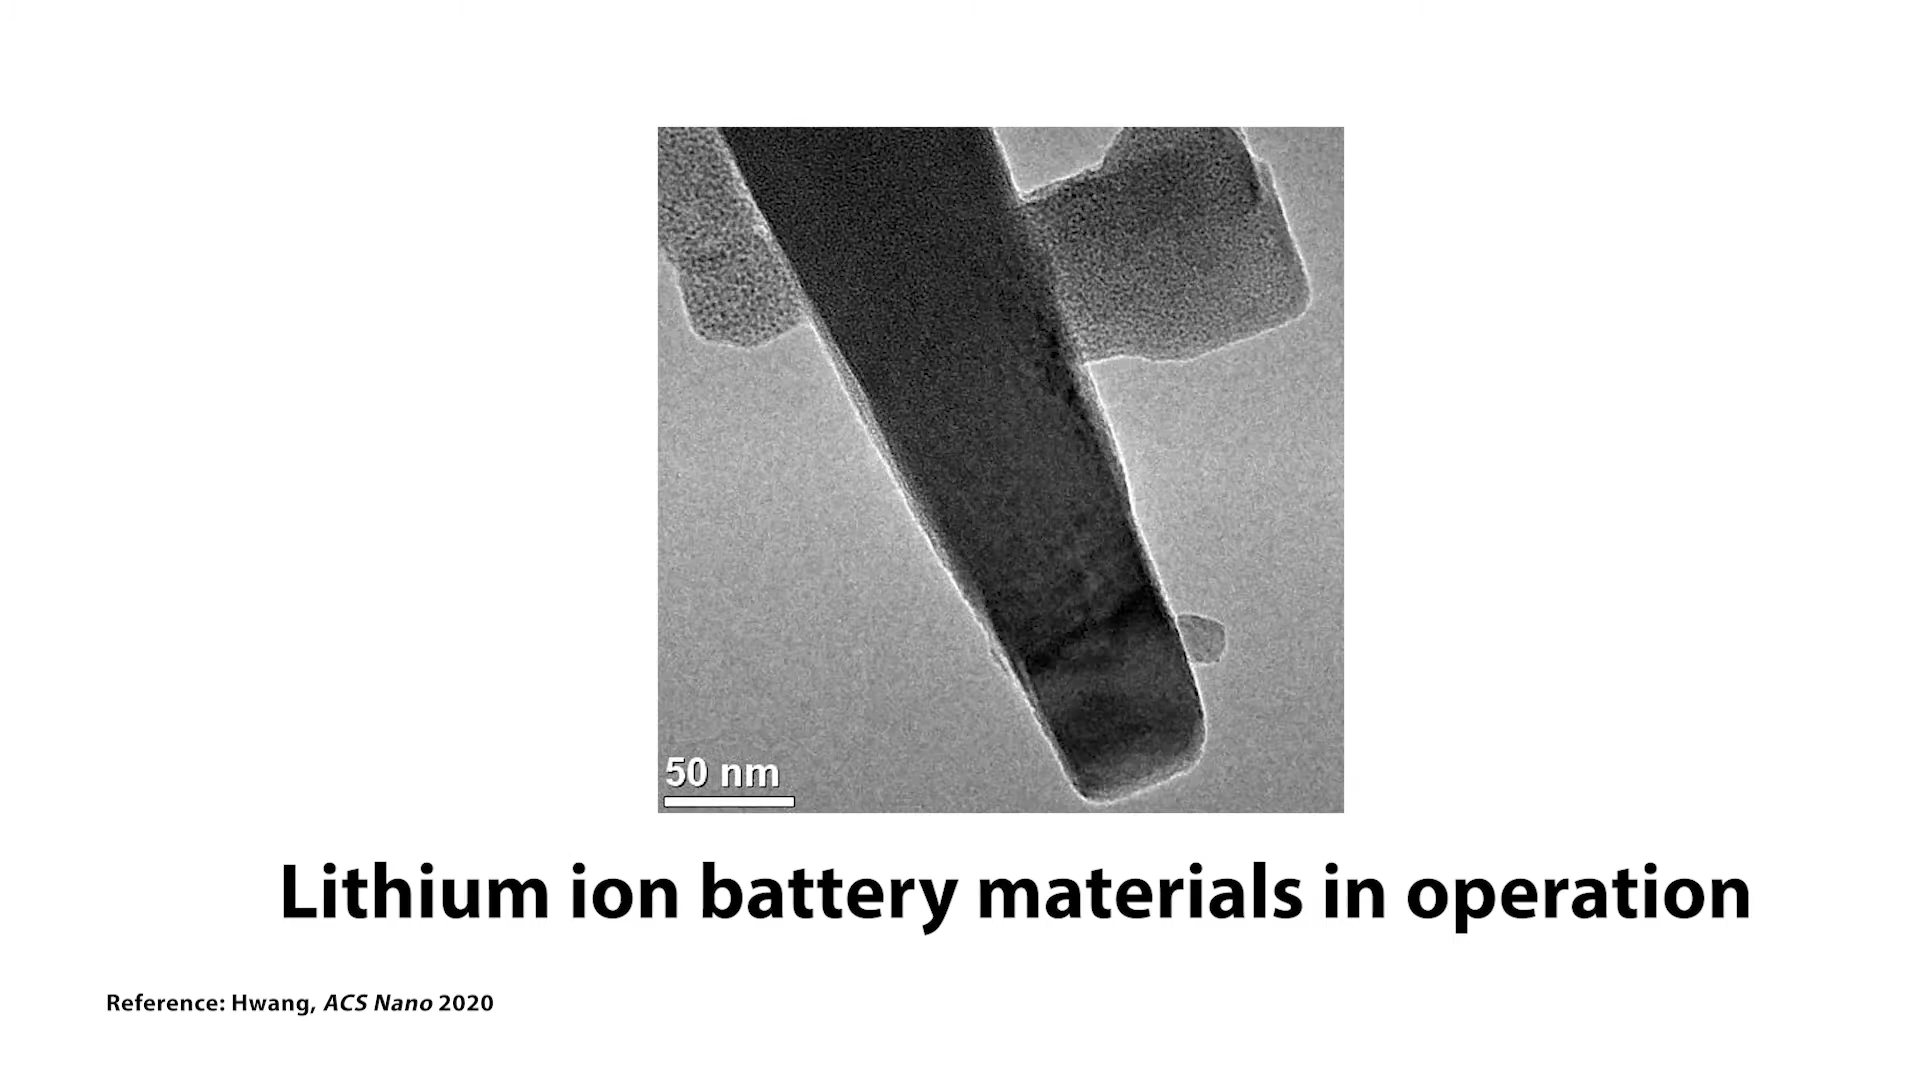 50 nm
Lithium ion battery materials in operation
Reference: Hwang, ACS Nano 2020